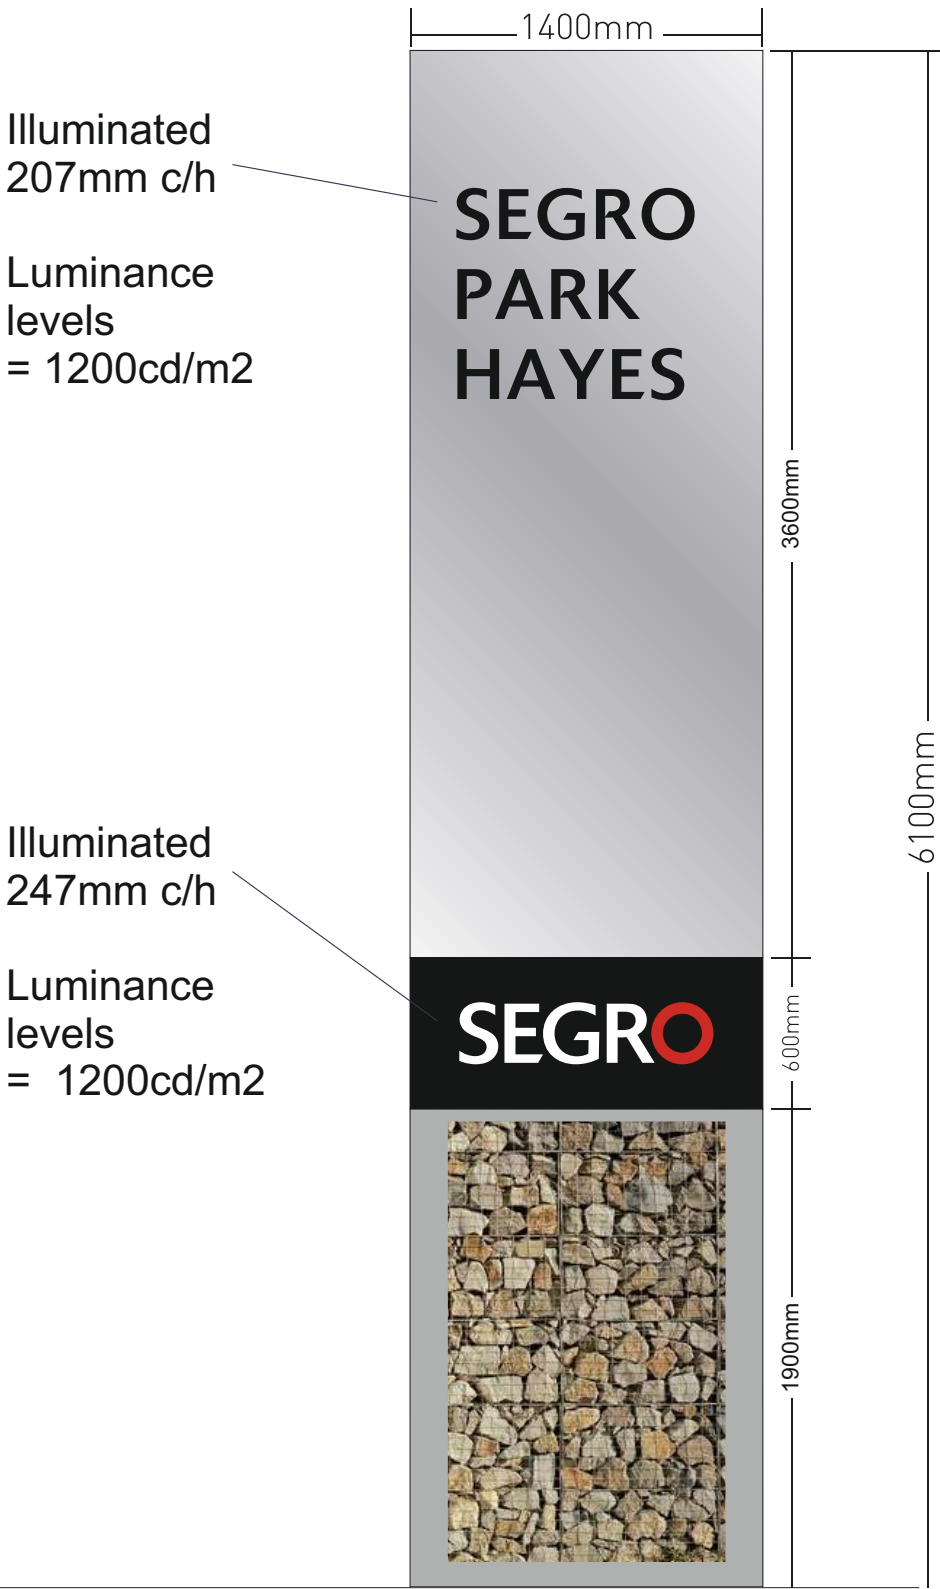 1400mm
Illuminated
207mm c/h
Luminance
levels
= 1200cd/m2
SEGRO
PARK
HAYES
3600mm
6100mm
Illuminated
247mm c/h
Luminance
levels
= 1200cd/m2
SEGRO
600mm
1900mm